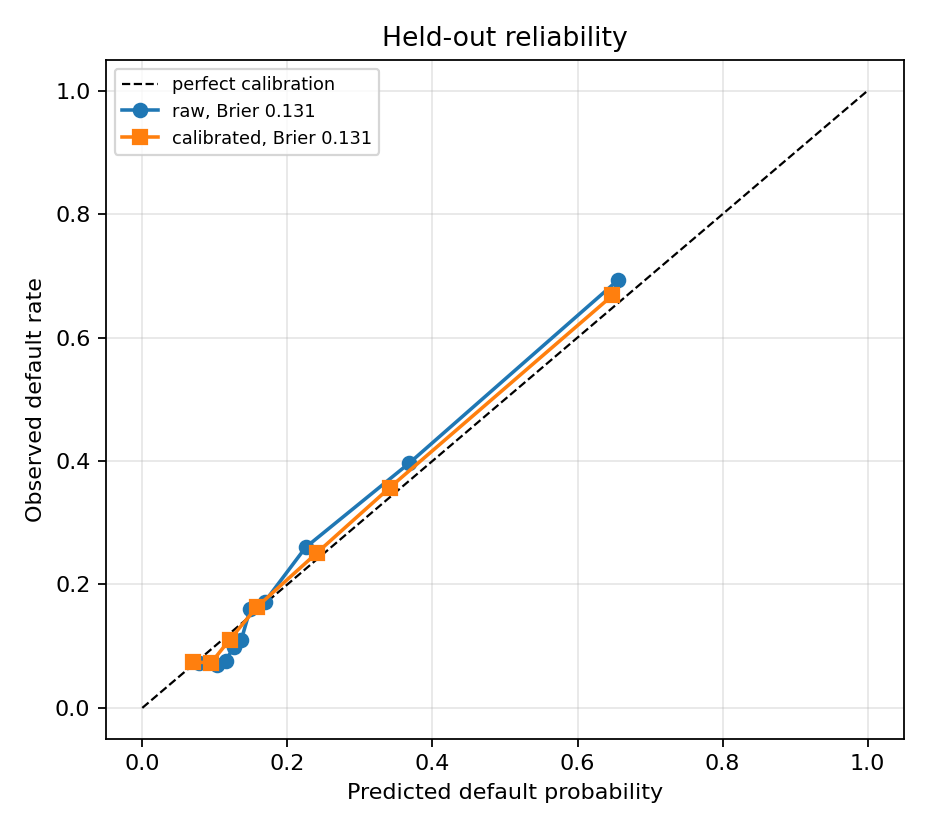 Held-out reliability
perfect calibration
raw, Brier 0.131
calibrated, Brier 0.131
Observed default rate
1.0
0.8
0.6
0.4
0.2
0.0
0.0 0.2 0.4 0.6 0.8 1.0
Predicted default probability